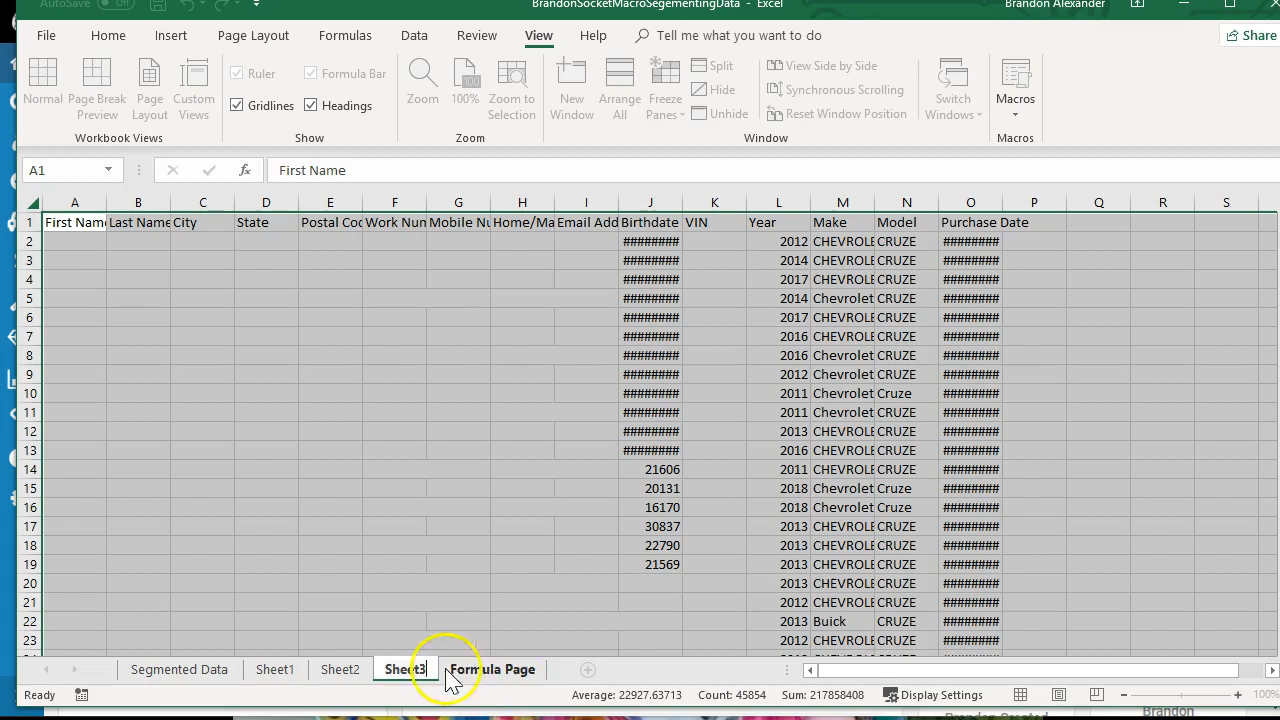 AutoSave Off BrandonSocketMacroSegementingData - Excel Brandon Alexander
File Home Insert Page Layout Formulas Data Review View Help Tell me what you want to do Share
Normal Page Break Preview Page Layout Custom Views Workbook Views
Ruler Formula Bar Gridlines Headings Show
Zoom 100% Zoom to Selection Zoom
New Window Arrange All Freeze Panes Split Hide Unhide View Side by Side Synchronous Scrolling Reset Window Position Switch Windows Window
Macros Macros
A1 fx First Name
A B C D E F G H I J K L M N O P Q R S
1 First Nam Last Name City State Postal Coc Work Nun Mobile Nu Home/Ma Email Add Birthdate VIN Year Make Model Purchase Date
2 ######## 2012 CHEVROLE CRUZE ########
3 ######## 2014 CHEVROLE CRUZE ########
4 ######## 2017 CHEVROLE CRUZE ########
5 ######## 2014 Chevrolet CRUZE ########
6 ######## 2017 CHEVROLE CRUZE ########
7 ######## 2016 CHEVROLE CRUZE ########
8 ######## 2016 Chevrolet CRUZE ########
9 ######## 2012 Chevrolet CRUZE ########
10 ######## 2011 Chevrolet Cruze ########
11 ######## 2011 Chevrolet CRUZE ########
12 ######## 2013 CHEVROLE CRUZE ########
13 ######## 2016 CHEVROLE CRUZE ########
14 21606 2011 CHEVROLE CRUZE ########
15 20131 2018 Chevrolet Cruze ########
16 16170 2018 Chevrolet Cruze ########
17 30837 2013 CHEVROLE CRUZE ########
18 22790 2013 CHEVROLE CRUZE ########
19 21569 2013 CHEVROLE CRUZE ########
20 2013 CHEVROLE CRUZE ########
21 2012 CHEVROLE CRUZE ########
22 2013 Buick CRUZE ########
23 2012 CHEVROLE CRUZE ########
Segmented Data Sheet1 Sheet2 Sheet3 Formula Page
Ready Average: 22927.63713 Count: 45854 Sum: 217858408 Display Settings 100%